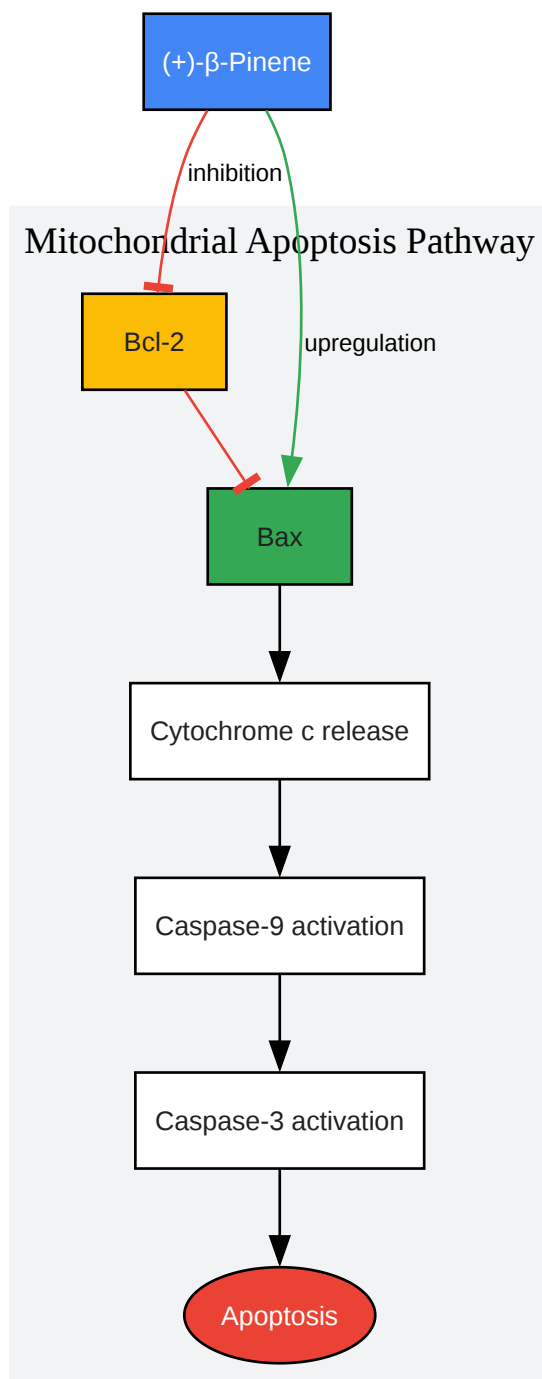 (+)-β-Pinene
inhibition
Mitochondrial Apoptosis Pathway
Bcl-2
upregulation
Bax
Cytochrome c release
Caspase-9 activation
Caspase-3 activation
Apoptosis